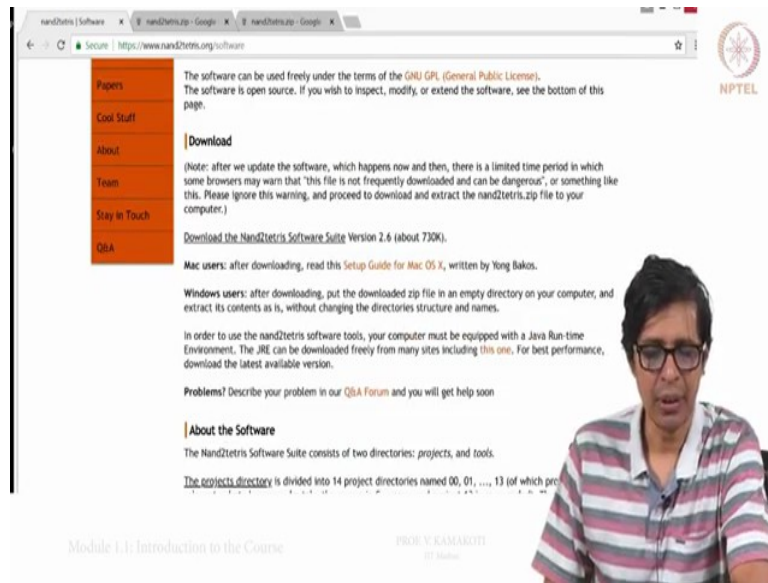 nand2tetris | Software
nand2tetris.zip - Google
nand2tetris.zip - Google
Secure | https://www.nand2tetris.org/software
NPTEL
Papers
Cool Stuff
About
Team
Stay in Touch
Q&A
The software can be used freely under the terms of the GNU GPL (General Public License).
The software is open source. If you wish to inspect, modify, or extend the software, see the bottom of this
page.
Download
(Note: after we update the software, which happens now and then, there is a limited time period in which
some browsers may warn that "this file is not frequently downloaded and can be dangerous", or something like
this. Please ignore this warning, and proceed to download and extract the nand2tetris.zip file to your
computer.)
Download the Nand2tetris Software Suite Version 2.6 (about 730K).
Mac users: after downloading, read this Setup Guide for Mac OS X, written by Yong Bakos.
Windows users: after downloading, put the downloaded zip file in an empty directory on your computer, and
extract its contents as is, without changing the directories structure and names.
In order to use the nand2tetris software tools, your computer must be equipped with a Java Run-time
Environment. The JRE can be downloaded freely from many sites including this one. For best performance,
download the latest available version.
Problems? Describe your problem in our Q&A Forum and you will get help soon
About the Software
The Nand2tetris Software Suite consists of two directories: projects, and tools.
The projects directory is divided into 14 project directories named 00, 01, ..., 13 (of which
Module 1.1: Introduction to the Course
PROF. V. KAMAKOTI
IIT Madras